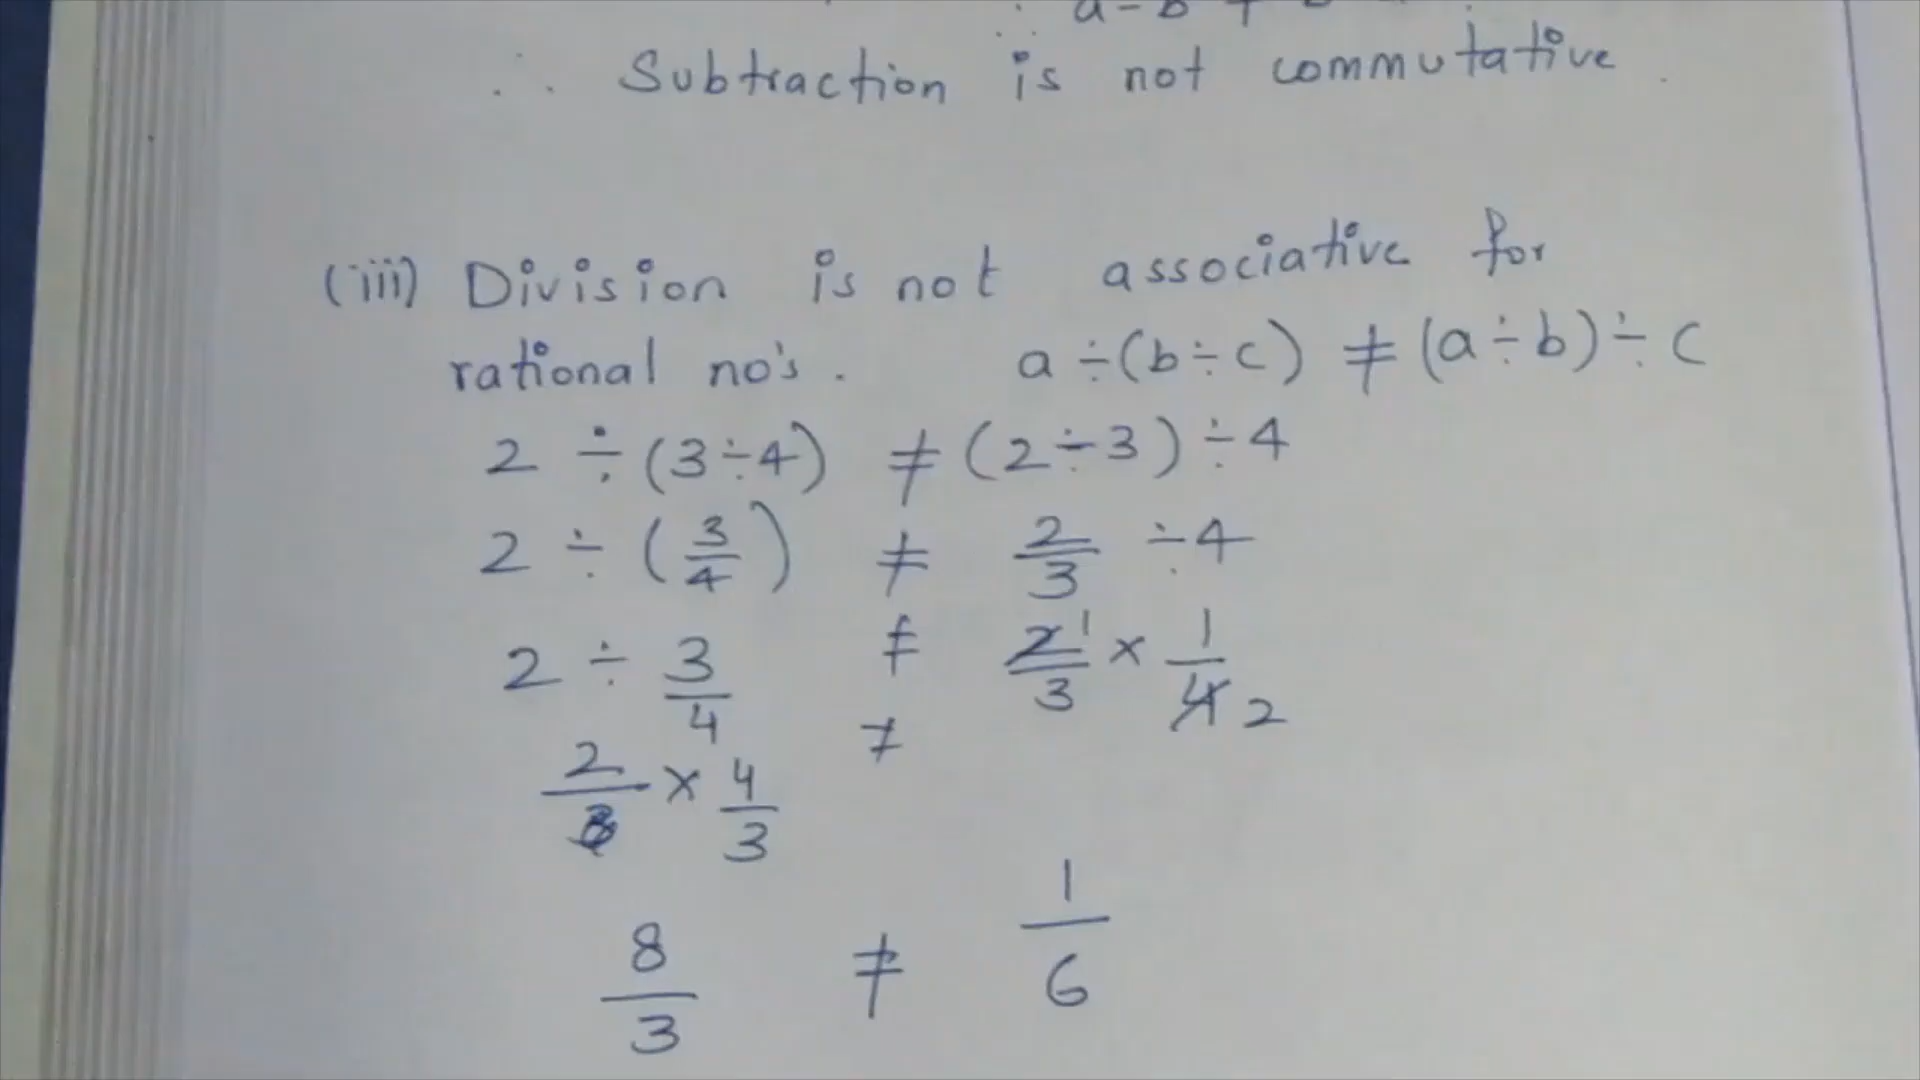 ∴ a-b ≠
∴ Subtraction is not commutative
(iii) Division is not associative for
rational no's. a ÷ (b ÷ c) ≠ (a ÷ b) ÷ c
2 ÷ (3 ÷ 4) ≠ (2 ÷ 3) ÷ 4
2 ÷ (3/4) ≠ 2/3 ÷ 4
2 ÷ 3/4 ≠ 2 1/3 × 1/4 2
2/ × 4/3 ≠
8/3 ≠ 1/6